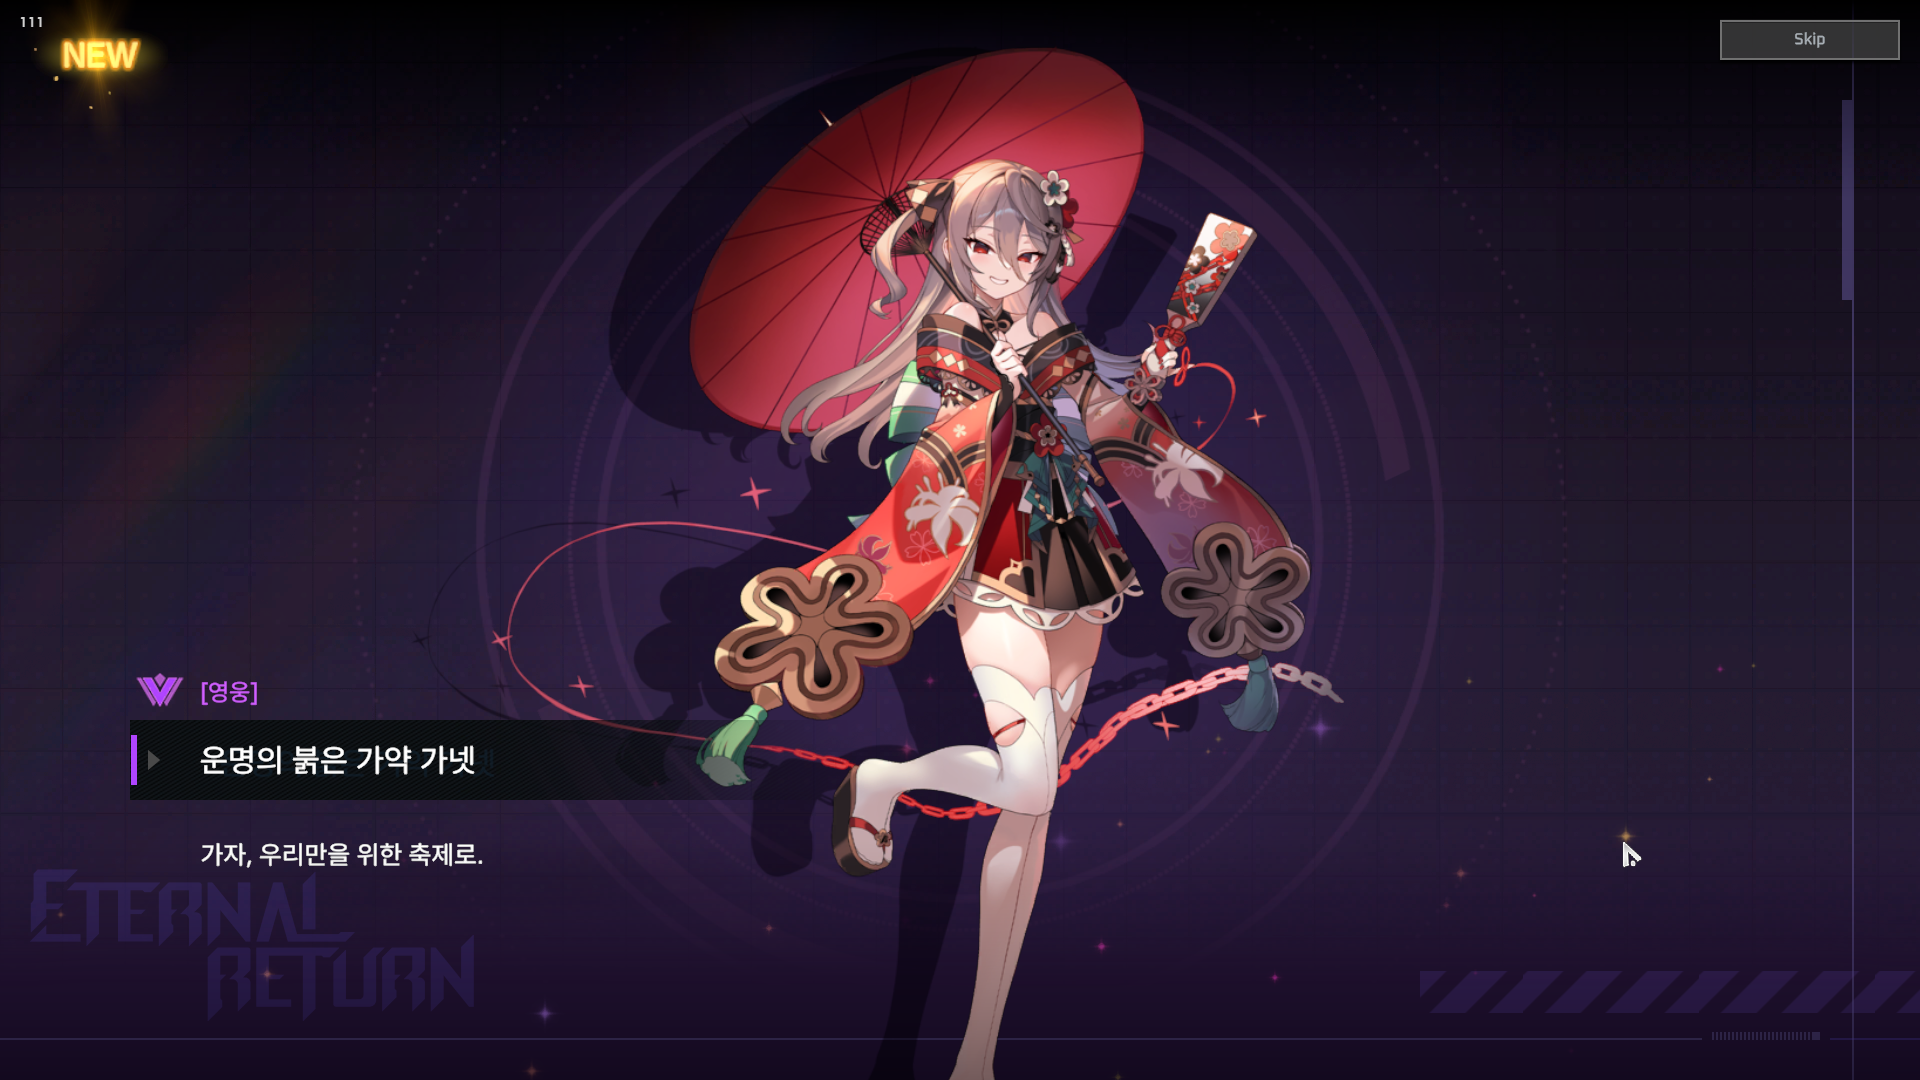 111
NEW
Skip
[영웅]
운명의 붉은 가약 가넷
가자, 우리만을 위한 축제로.
ETERNAL
RETURN